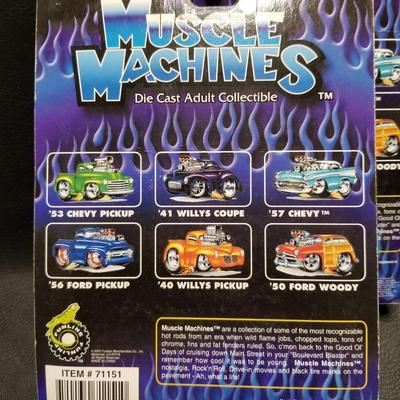 MUSCLE
MACHINES
Die Cast Adult Collectible ™
'53 CHEVY PICKUP
'41 WILLYS COUPE
'57 CHEVY™
'56 FORD PICKUP
'40 WILLYS PICKUP
'50 FORD WOODY
FUNLINE
Muscle Machines™ are a collection of some of the most recognizable
hot rods from an era when wild flame jobs, chopped tops, tons of
chrome, fins and fat fenders ruled. So, c'mon back to the Good Ol'
Days of cruising down Main Street in your "Boulevard Blaster" and
remember how cool it was to be young. Muscle Machines™,
nostalgia, Rock'n'Roll, Drive-in movies and black tire marks on the
pavement - Ah, what a life!
ITEM # 71151